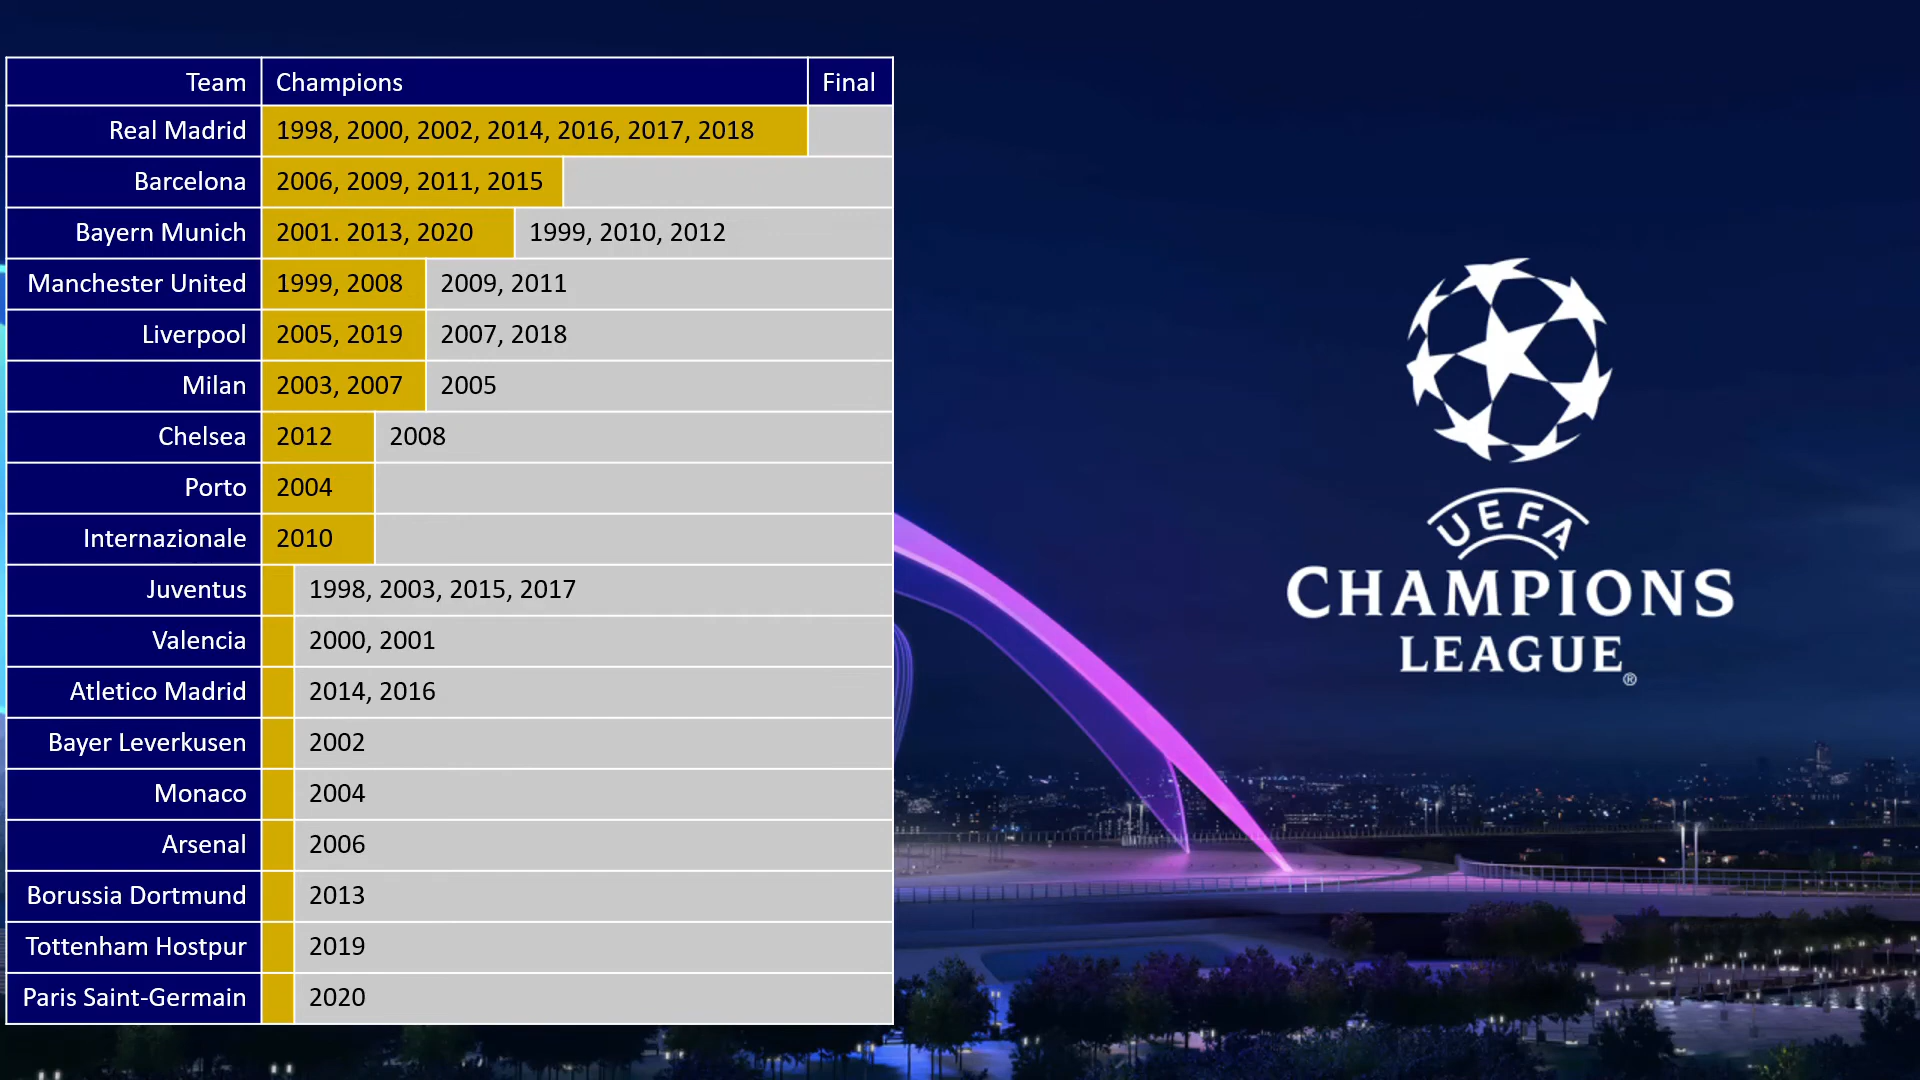 Team Champions Final
Real Madrid 1998, 2000, 2002, 2014, 2016, 2017, 2018
Barcelona 2006, 2009, 2011, 2015
Bayern Munich 2001. 2013, 2020 1999, 2010, 2012
Manchester United 1999, 2008 2009, 2011
Liverpool 2005, 2019 2007, 2018
Milan 2003, 2007 2005
Chelsea 2012 2008
Porto 2004
Internazionale 2010
Juventus 1998, 2003, 2015, 2017
Valencia 2000, 2001
Atletico Madrid 2014, 2016
Bayer Leverkusen 2002
Monaco 2004
Arsenal 2006
Borussia Dortmund 2013
Tottenham Hostpur 2019
Paris Saint-Germain 2020
UEFA
CHAMPIONS
LEAGUE®